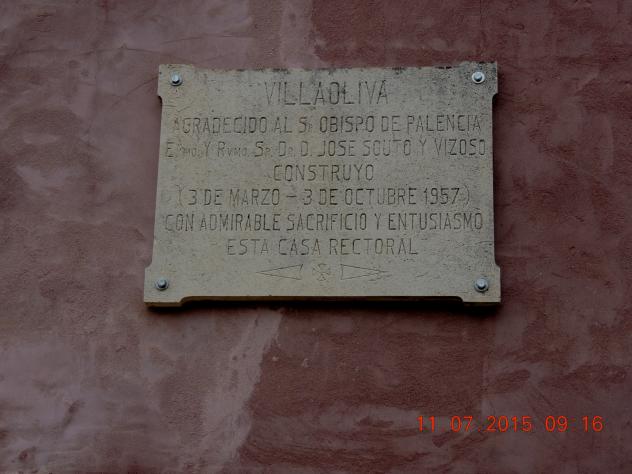 VILLAOLIVA
AGRADECIDO AL Sr OBISPO DE PALENCIA
EXMO. Y RVMO. SR. DR. D. JOSE SOUTO Y VIZOSO
CONSTRUYO
(3 DE MARZO - 3 DE OCTUBRE 1957)
CON ADMIRABLE SACRIFICIO Y ENTUSIASMO
ESTA CASA RECTORAL
11 07 2015 09 16